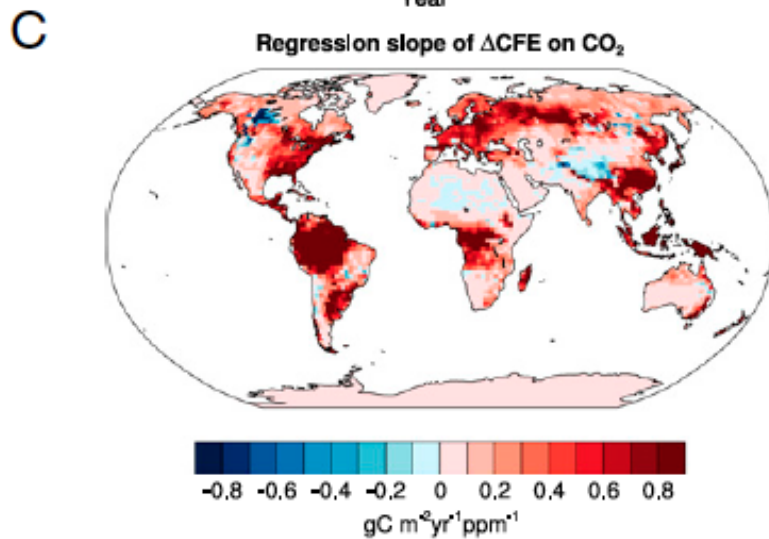 Year
C
Regression slope of ΔCFE on CO₂
−0.8 −0.6 −0.4 −0.2 0 0.2 0.4 0.6 0.8
gC m⁻²yr⁻¹ppm⁻¹